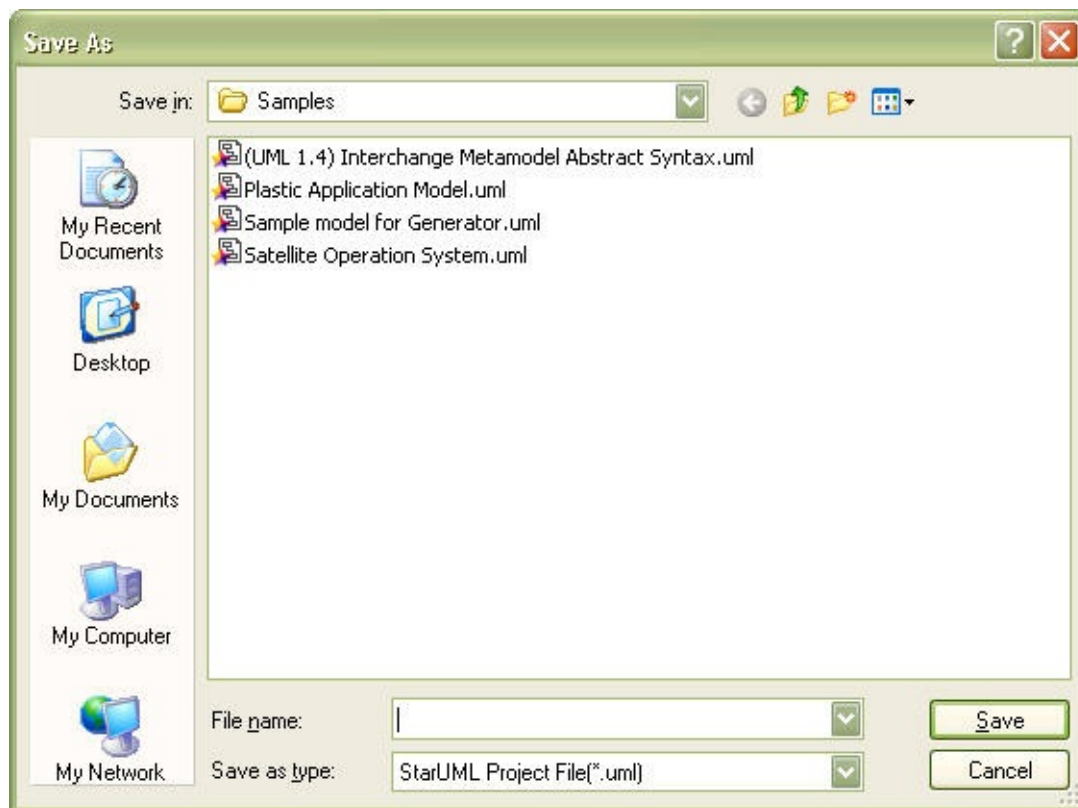 Save As
Save in: Samples
(UML 1.4) Interchange Metamodel Abstract Syntax.uml
Plastic Application Model.uml
Sample model for Generator.uml
Satellite Operation System.uml
My Recent
Documents
Desktop
My Documents
My Computer
My Network
File name:
Save
Save as type: StarUML Project File(*.uml)
Cancel